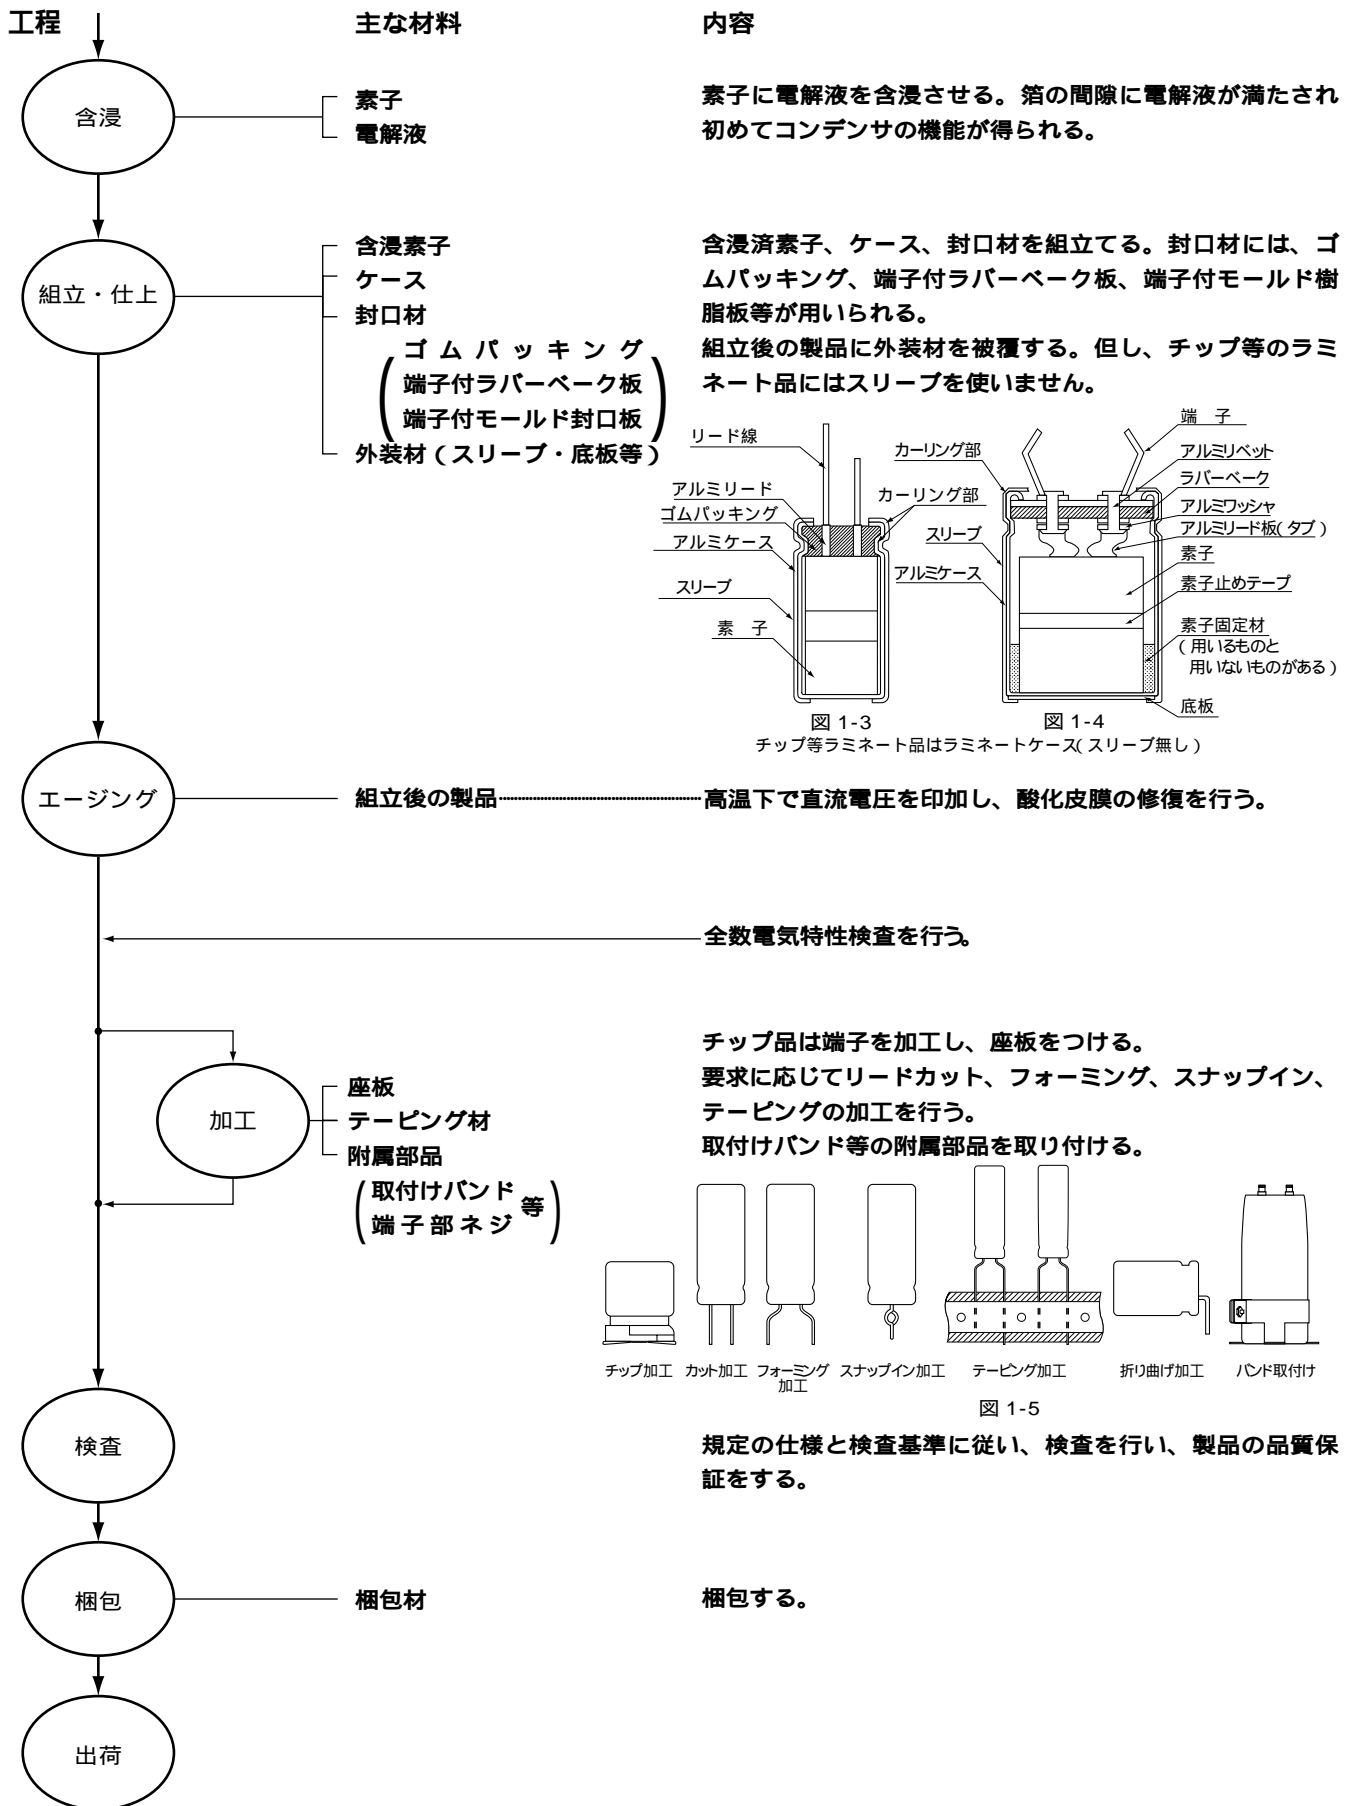 工程 主な材料 内容
含浸
素子
電解液
素子に電解液を含浸させる。箔の間隙に電解液が満たされ
初めてコンデンサの機能が得られる。
組立・仕上
含浸素子
ケース
封口材
ゴムパッキング
端子付ラバーベーク板
端子付モールド封口板
外装材(スリーブ・底板等)
含浸済素子、ケース、封口材を組立てる。封口材には、ゴ
ムパッキング、端子付ラバーベーク板、端子付モールド樹
脂板等が用いられる。
組立後の製品に外装材を被覆する。但し、チップ等のラミ
ネート品にはスリーブを使いません。
リード線
アルミリード
ゴムパッキング
アルミケース
スリーブ
素 子
カーリング部
図 1-3
カーリング部
スリーブ
アルミケース
端 子
アルミリベット
ラバーベーク
アルミワッシャ
アルミリード板(タブ)
素子
素子止めテープ
素子固定材
(用いるものと
用いないものがある)
底板
図 1-4
チップ等ラミネート品はラミネートケース(スリーブ無し)
エージング
組立後の製品
高温下で直流電圧を印加し、酸化皮膜の修復を行う。
全数電気特性検査を行う。
加工
座板
テーピング材
附属部品
取付けバンド
端子部ネジ
等
チップ品は端子を加工し、座板をつける。
要求に応じてリードカット、フォーミング、スナップイン、
テーピングの加工を行う。
取付けバンド等の附属部品を取り付ける。
チップ加工 カット加工 フォーミング スナップイン加工 テーピング加工 折り曲げ加工 バンド取付け
加工
図 1-5
検査
規定の仕様と検査基準に従い、検査を行い、製品の品質保
証をする。
梱包
梱包材
梱包する。
出荷